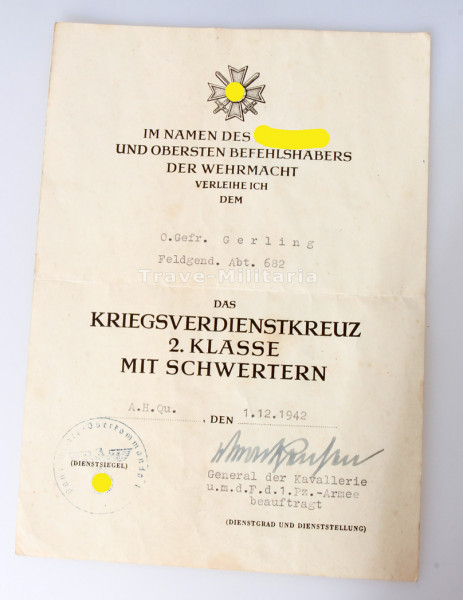 IM NAMEN DES
UND OBERSTEN BEFEHLSHABERS
DER WEHRMACHT
VERLEIHE ICH
DEM
O.Gefr. Gerling
Feldgend. Abt. 682
Trave-Militaria
DAS
KRIEGSVERDIENSTKREUZ
2. KLASSE
MIT SCHWERTERN
A.H.Qu. , DEN 1.12.1942
(DIENSTSIEGEL)
General der Kavallerie
u.m.d.F.d.1.Pz.-Armee
beauftragt
(DIENSTGRAD UND DIENSTSTELLUNG)